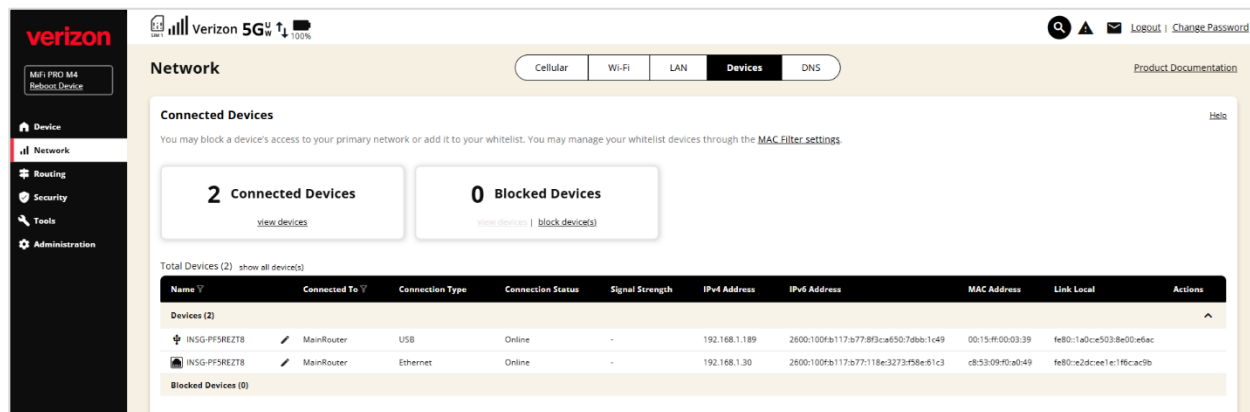 verizon
MiFi PRO M4
Reboot Device
Device
Network
Routing
Security
Tools
Administration
SIM 1 Verizon 5G UW 100%
Logout | Change Password
Network
Cellular Wi-Fi LAN Devices DNS
Product Documentation
Connected Devices
Help
You may block a device's access to your primary network or add it to your whitelist. You may manage your whitelist devices through the MAC Filter settings.
2 Connected Devices
view devices
0 Blocked Devices
view devices | block device(s)
Total Devices (2) show all device(s)
Name Connected To Connection Type Connection Status Signal Strength IPv4 Address IPv6 Address MAC Address Link Local Actions
Devices (2)
INSG-PF5REZT8 MainRouter USB Online - 192.168.1.189 2600:100f:b117:b77:8f3c:a650:7dbb:1c49 00:15:ff:00:03:39 fe80::1a0c:e503:8e00:e6ac
INSG-PF5REZT8 MainRouter Ethernet Online - 192.168.1.30 2600:100f:b117:b77:118e:3273:f58e:61c3 c8:53:09:f0:a0:49 fe80::e2dc:ee1e:1f6c:ac9b
Blocked Devices (0)